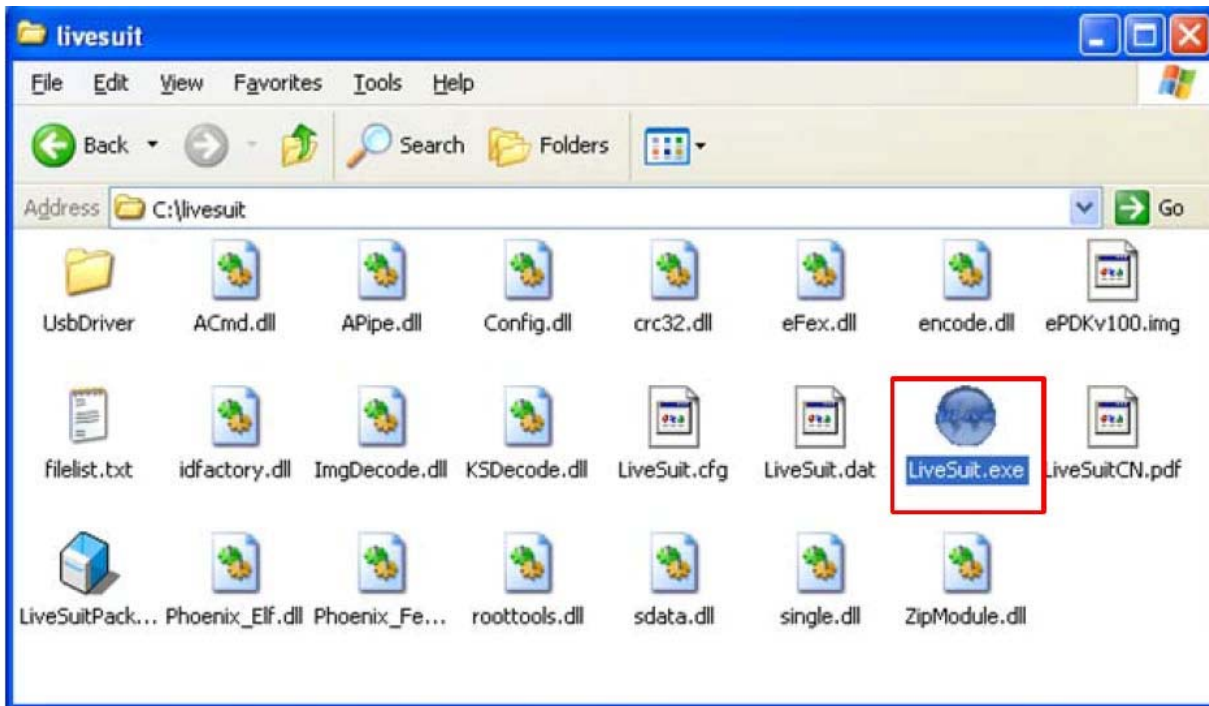 livesuit
File Edit View Favorites Tools Help
Back Search Folders
Address C:\livesuit Go
UsbDriver ACmd.dll APipe.dll Config.dll crc32.dll eFex.dll encode.dll ePDKv100.img
filelist.txt idfactory.dll ImgDecode.dll KSDecode.dll LiveSuit.cfg LiveSuit.dat LiveSuit.exe LiveSuitCN.pdf
LiveSuitPack... Phoenix_Elf.dll Phoenix_Fe... roottools.dll sdata.dll single.dll ZipModule.dll